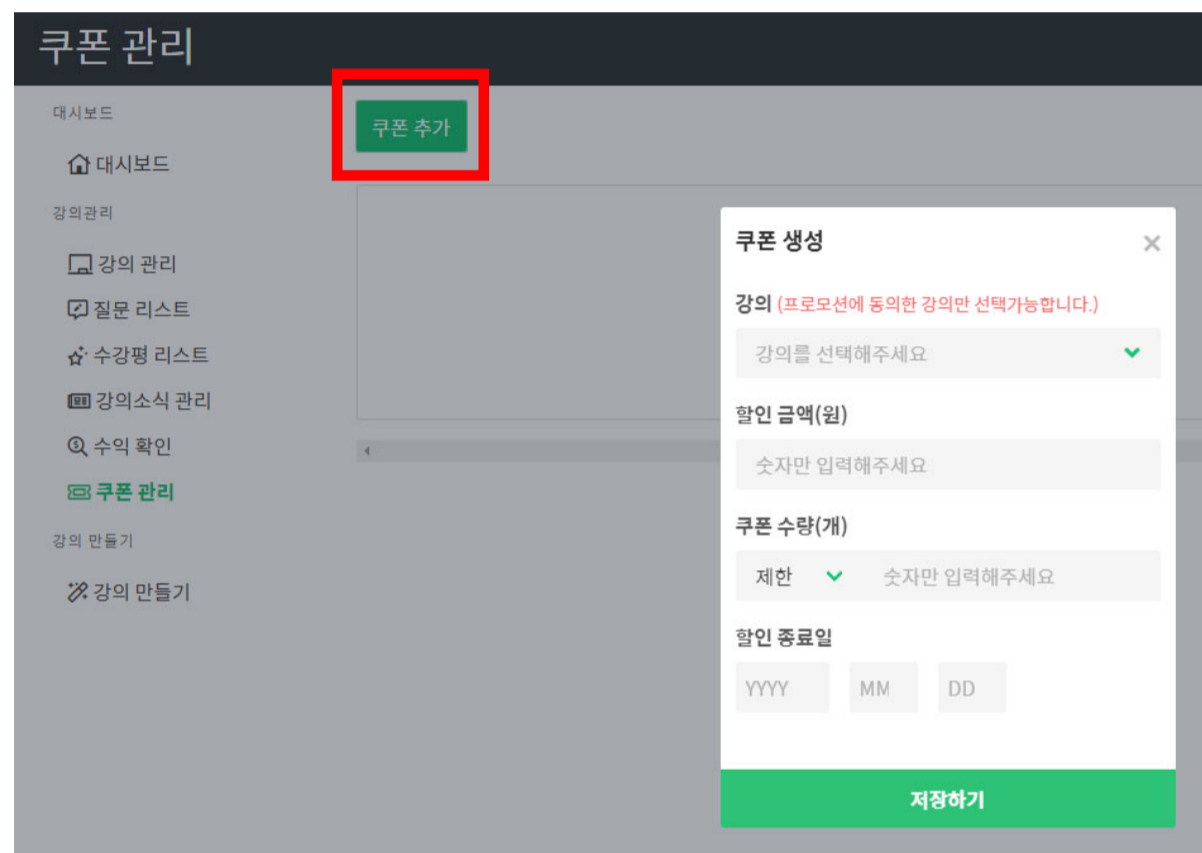 쿠폰 관리
대시보드
대시보드
강의관리
강의 관리
질문 리스트
수강평 리스트
강의소식 관리
수익 확인
쿠폰 관리
강의 만들기
강의 만들기
쿠폰 추가
쿠폰 생성
강의 (프로모션에 동의한 강의만 선택가능합니다.)
강의를 선택해주세요
할인 금액(원)
숫자만 입력해주세요
쿠폰 수량(개)
제한 숫자만 입력해주세요
할인 종료일
YYYY MM DD
저장하기